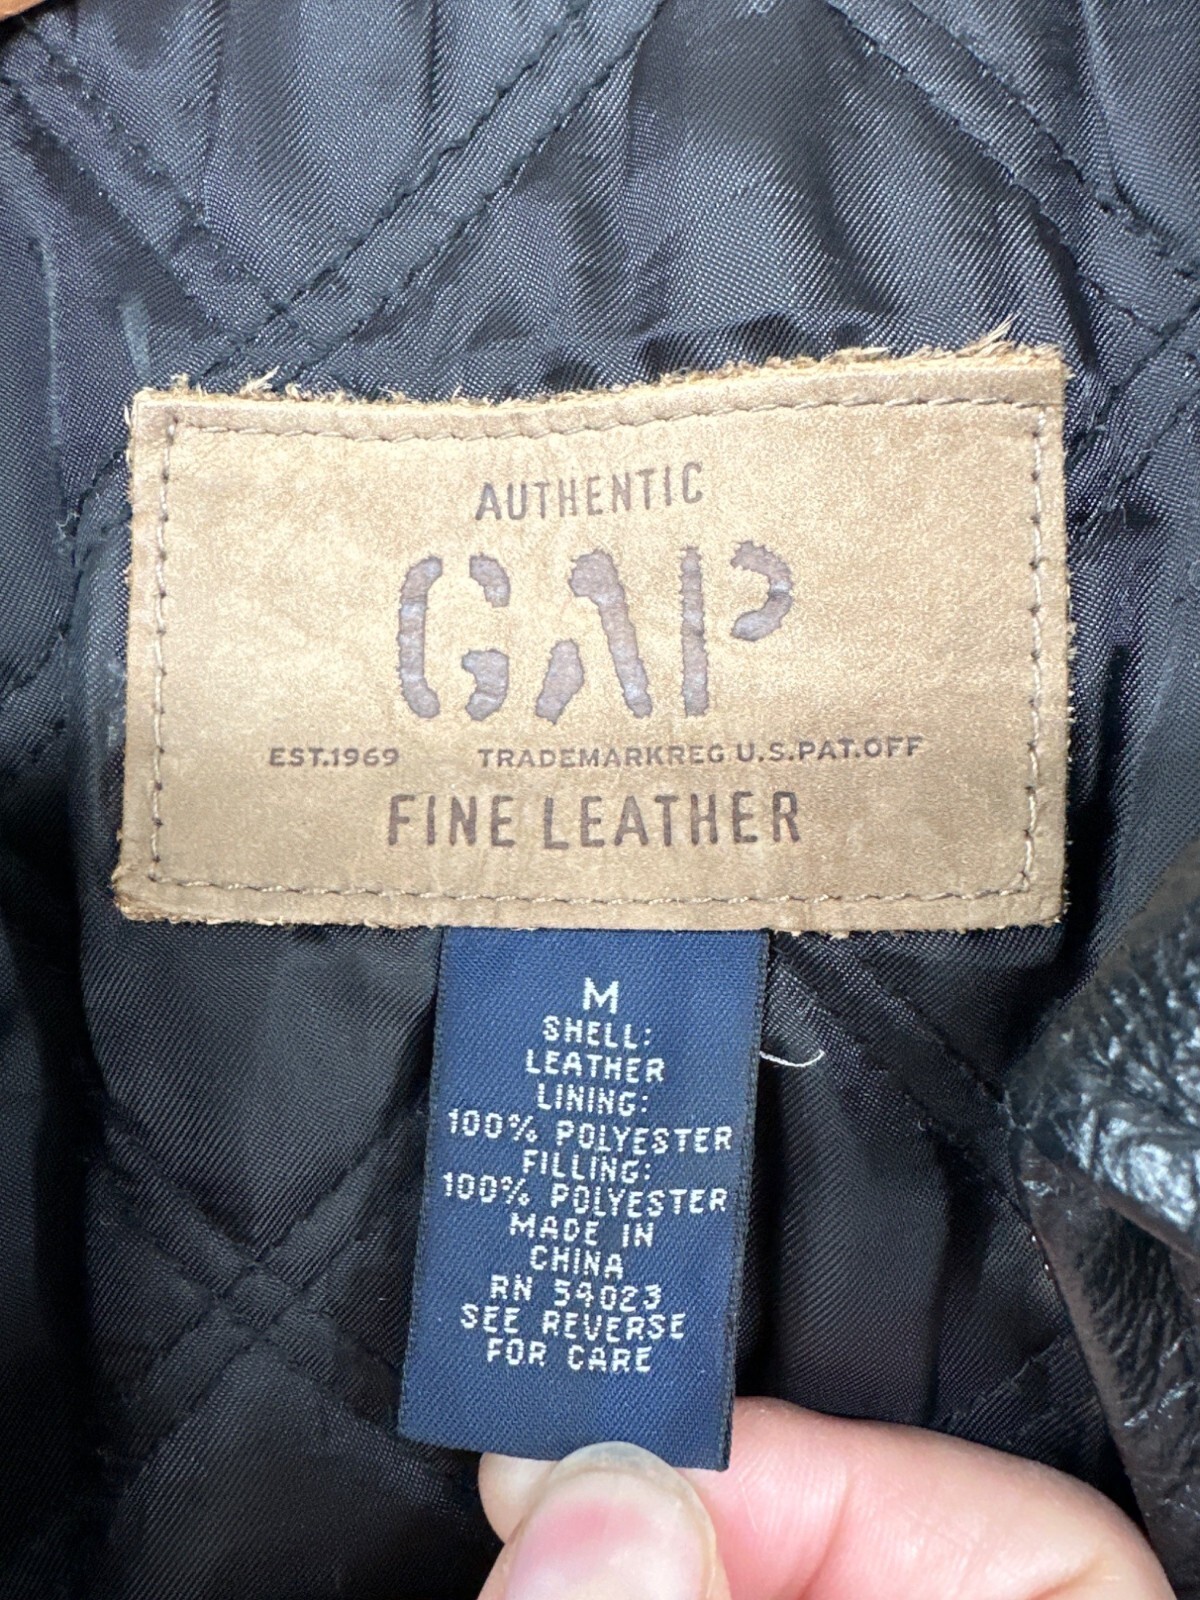 AUTHENTIC
GAP
EST.1969 TRADEMARKREG U.S.PAT.OFF
FINE LEATHER
M
SHELL:
LEATHER
LINING:
100% POLYESTER
FILLING:
100% POLYESTER
MADE IN
CHINA
RN 54023
SEE REVERSE
FOR CARE